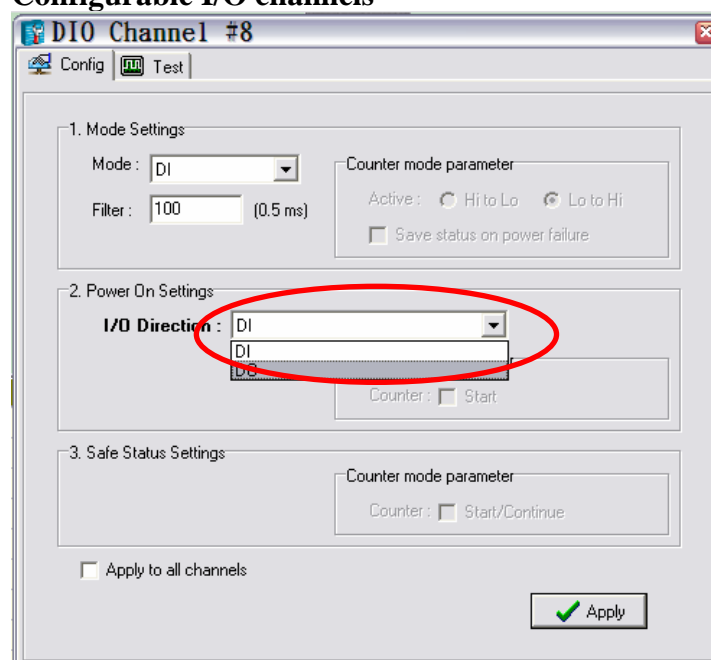 Configurable I/O channels
DIO Channel #8
Config Test
1. Mode Settings
Mode : DI
Filter : 100 (0.5 ms)
Counter mode parameter
Active : Hi to Lo Lo to Hi
Save status on power failure
2. Power On Settings
I/O Direction : DI
DI
DO
Counter : Start
3. Safe Status Settings
Counter mode parameter
Counter : Start/Continue
Apply to all channels
Apply